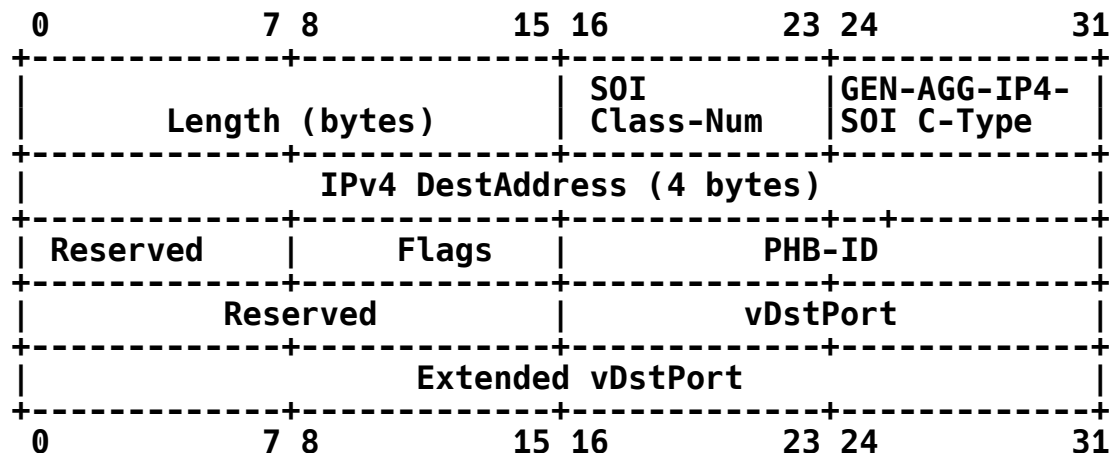 0 7 8 15 16 23 24 31
+-------------+-------------+-------------+-------------+
| | SOI |GEN-AGG-IP4- |
| Length (bytes) | Class-Num |SOI C-Type |
+-------------+-------------+-------------+-------------+
| IPv4 DestAddress (4 bytes) |
+-------------+-------------+-------------+--+----------+
| Reserved | Flags | PHB-ID |
+-------------+-------------+-------------+-------------+
| Reserved | vDstPort |
+-------------+-------------+-------------+-------------+
| Extended vDstPort |
+-------------+-------------+-------------+-------------+
0 7 8 15 16 23 24 31